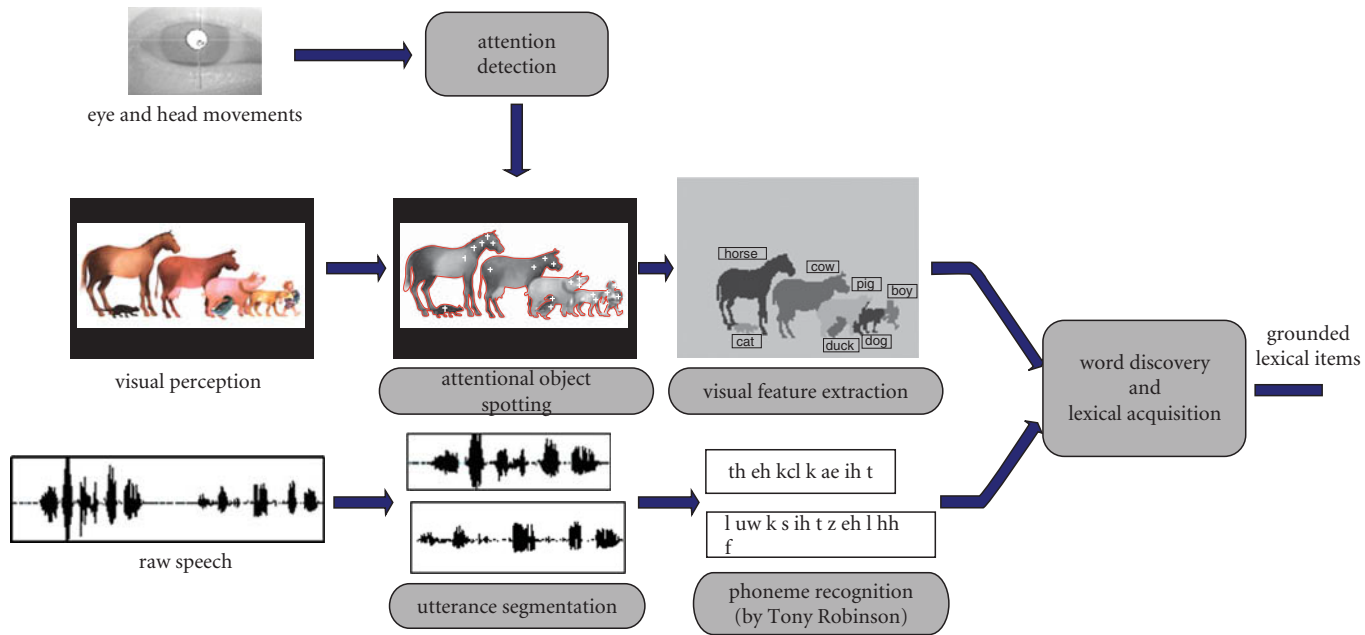 attention
detection
eye and head movements
horse
cow
pig
boy
cat
duck
dog
visual perception
attentional object
spotting
visual feature extraction
word discovery
and
lexical acquisition
grounded
lexical items
th eh kcl k ae ih t
l uw k s ih t z eh l hh
f
raw speech
utterance segmentation
phoneme recognition
(by Tony Robinson)